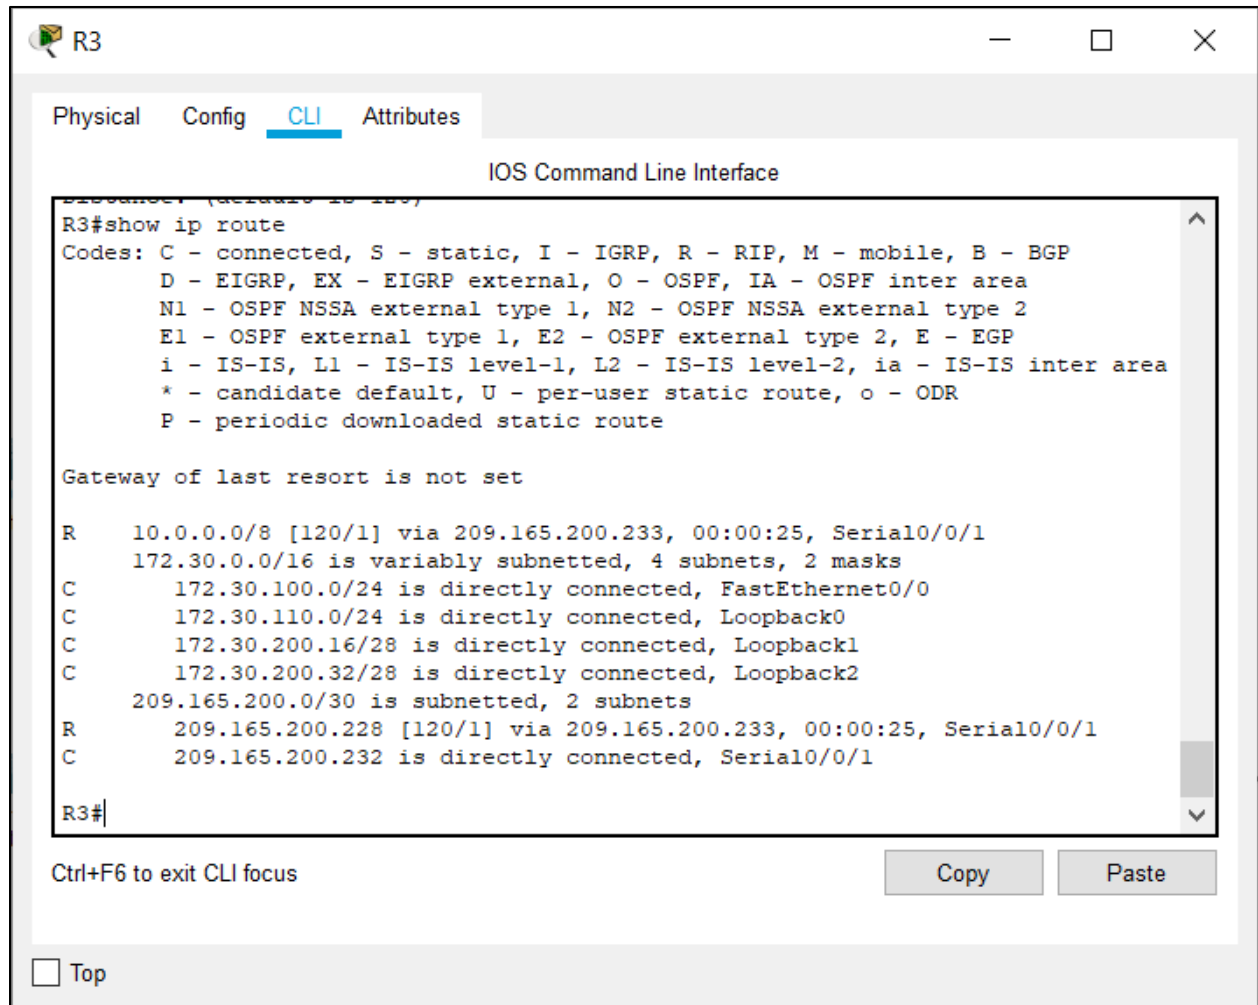 R3
Physical Config CLI Attributes
IOS Command Line Interface
R3#show ip route
Codes: C - connected, S - static, I - IGRP, R - RIP, M - mobile, B - BGP
       D - EIGRP, EX - EIGRP external, O - OSPF, IA - OSPF inter area
       N1 - OSPF NSSA external type 1, N2 - OSPF NSSA external type 2
       E1 - OSPF external type 1, E2 - OSPF external type 2, E - EGP
       i - IS-IS, L1 - IS-IS level-1, L2 - IS-IS level-2, ia - IS-IS inter area
       * - candidate default, U - per-user static route, o - ODR
       P - periodic downloaded static route
Gateway of last resort is not set
R    10.0.0.0/8 [120/1] via 209.165.200.233, 00:00:25, Serial0/0/1
     172.30.0.0/16 is variably subnetted, 4 subnets, 2 masks
C       172.30.100.0/24 is directly connected, FastEthernet0/0
C       172.30.110.0/24 is directly connected, Loopback0
C       172.30.200.16/28 is directly connected, Loopback1
C       172.30.200.32/28 is directly connected, Loopback2
     209.165.200.0/30 is subnetted, 2 subnets
R       209.165.200.228 [120/1] via 209.165.200.233, 00:00:25, Serial0/0/1
C       209.165.200.232 is directly connected, Serial0/0/1
R3#
Ctrl+F6 to exit CLI focus
Copy
Paste
Top